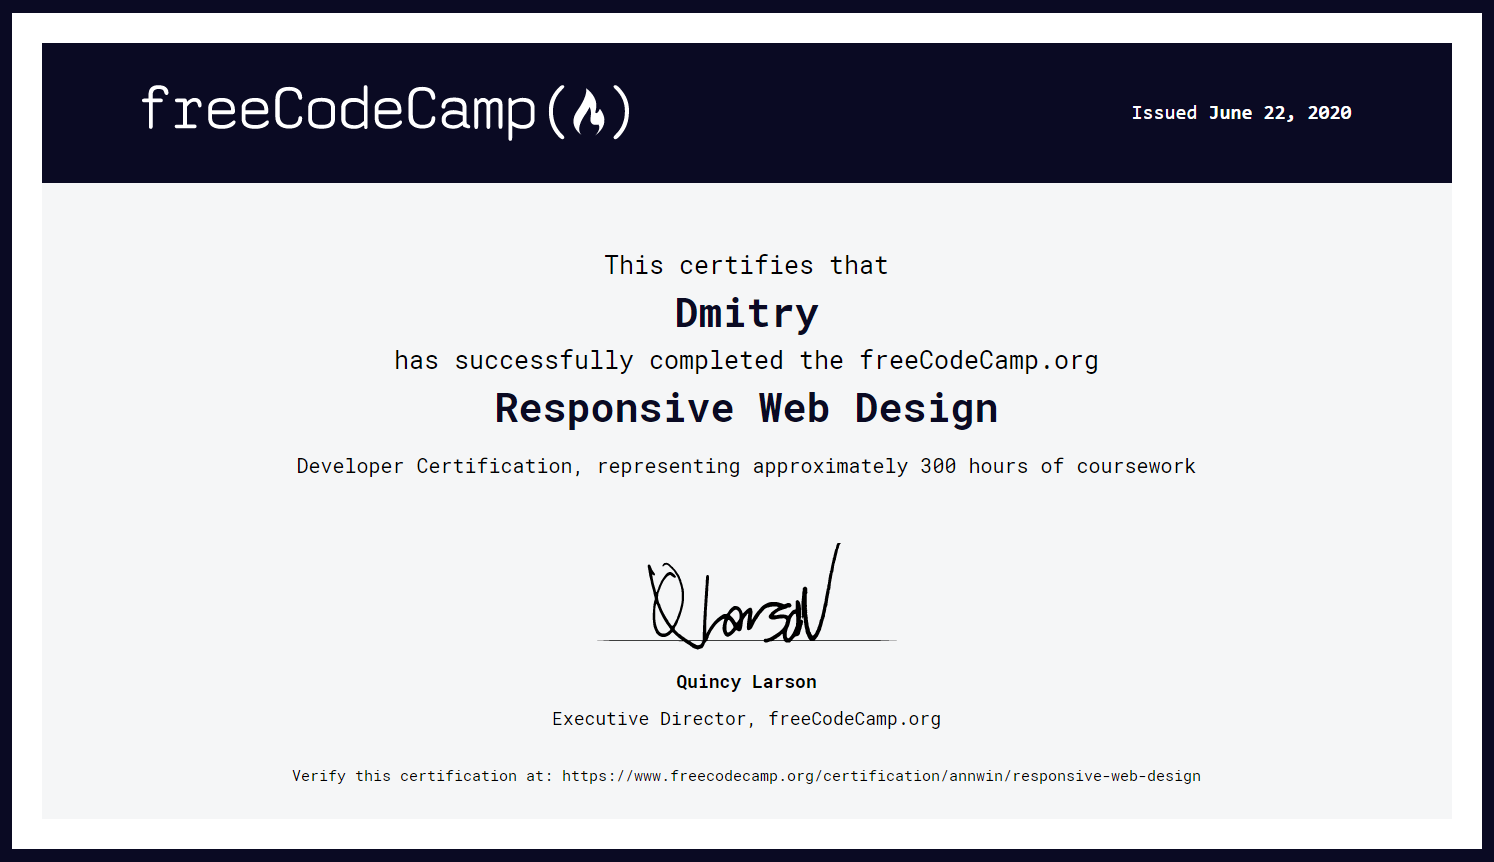 freeCodeCamp(🔥)
Issued June 22, 2020
This certifies that
Dmitry
has successfully completed the freeCodeCamp.org
Responsive Web Design
Developer Certification, representing approximately 300 hours of coursework
Q Larson
Quincy Larson
Executive Director, freeCodeCamp.org
Verify this certification at: https://www.freecodecamp.org/certification/annwin/responsive-web-design